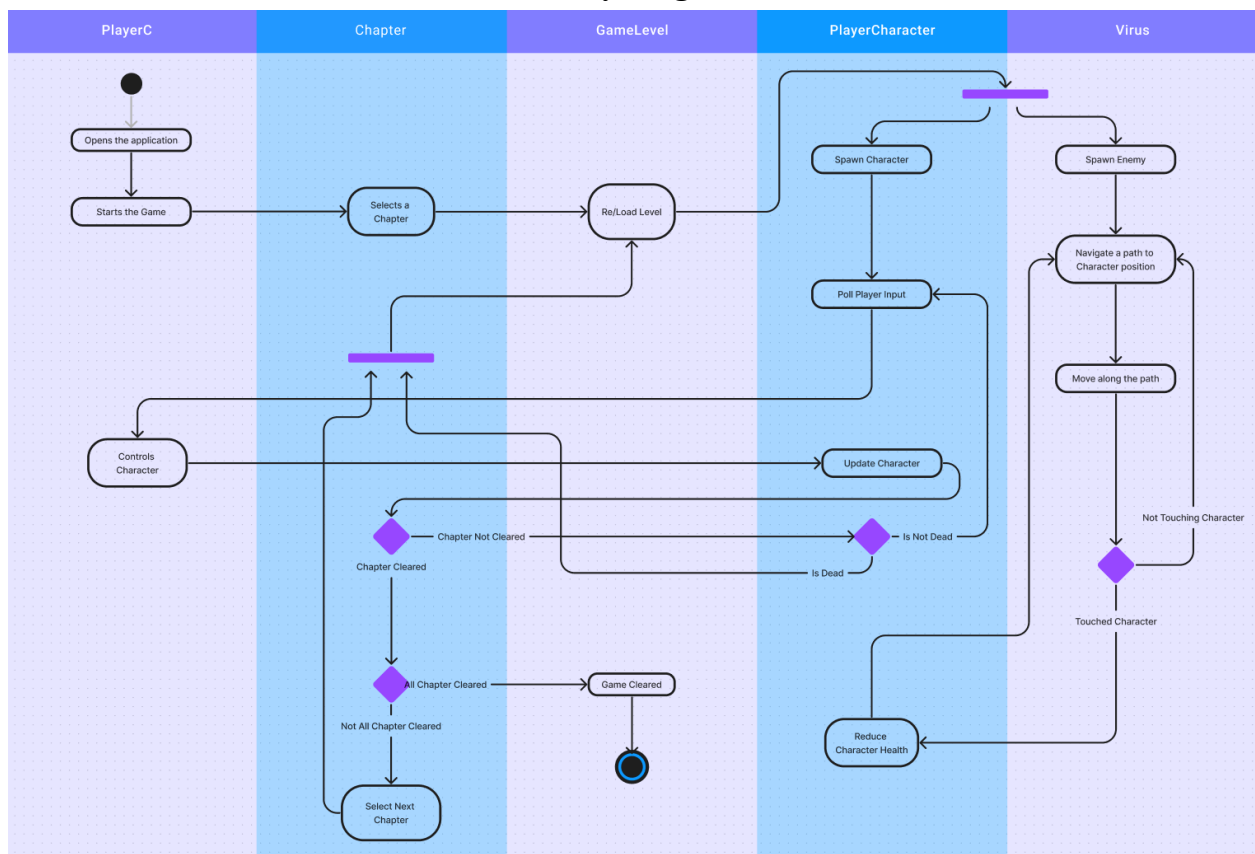 PlayerC
Chapter
GameLevel
PlayerCharacter
Virus
Opens the application
Spawn Character
Spawn Enemy
Starts the Game
Selects a
Chapter
Re/Load Level
Navigate a path to
Character position
Poll Player Input
Move along the path
Controls
Character
Update Character
Not Touching Character
Chapter Not Cleared
Is Not Dead
Chapter Cleared
Is Dead
Touched Character
All Chapter Cleared
Game Cleared
Not All Chapter Cleared
Reduce
Character Health
Select Next
Chapter